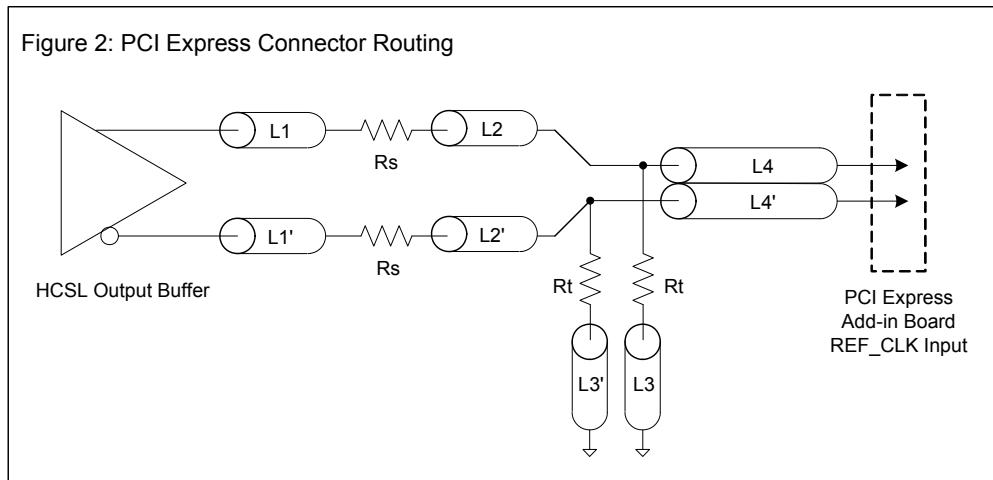 Figure 2: PCI Express Connector Routing
L1
Rs
L2
L4
L1'
Rs
L2'
L4'
HCSL Output Buffer
Rt
Rt
L3'
L3
PCI Express
Add-in Board
REF_CLK Input